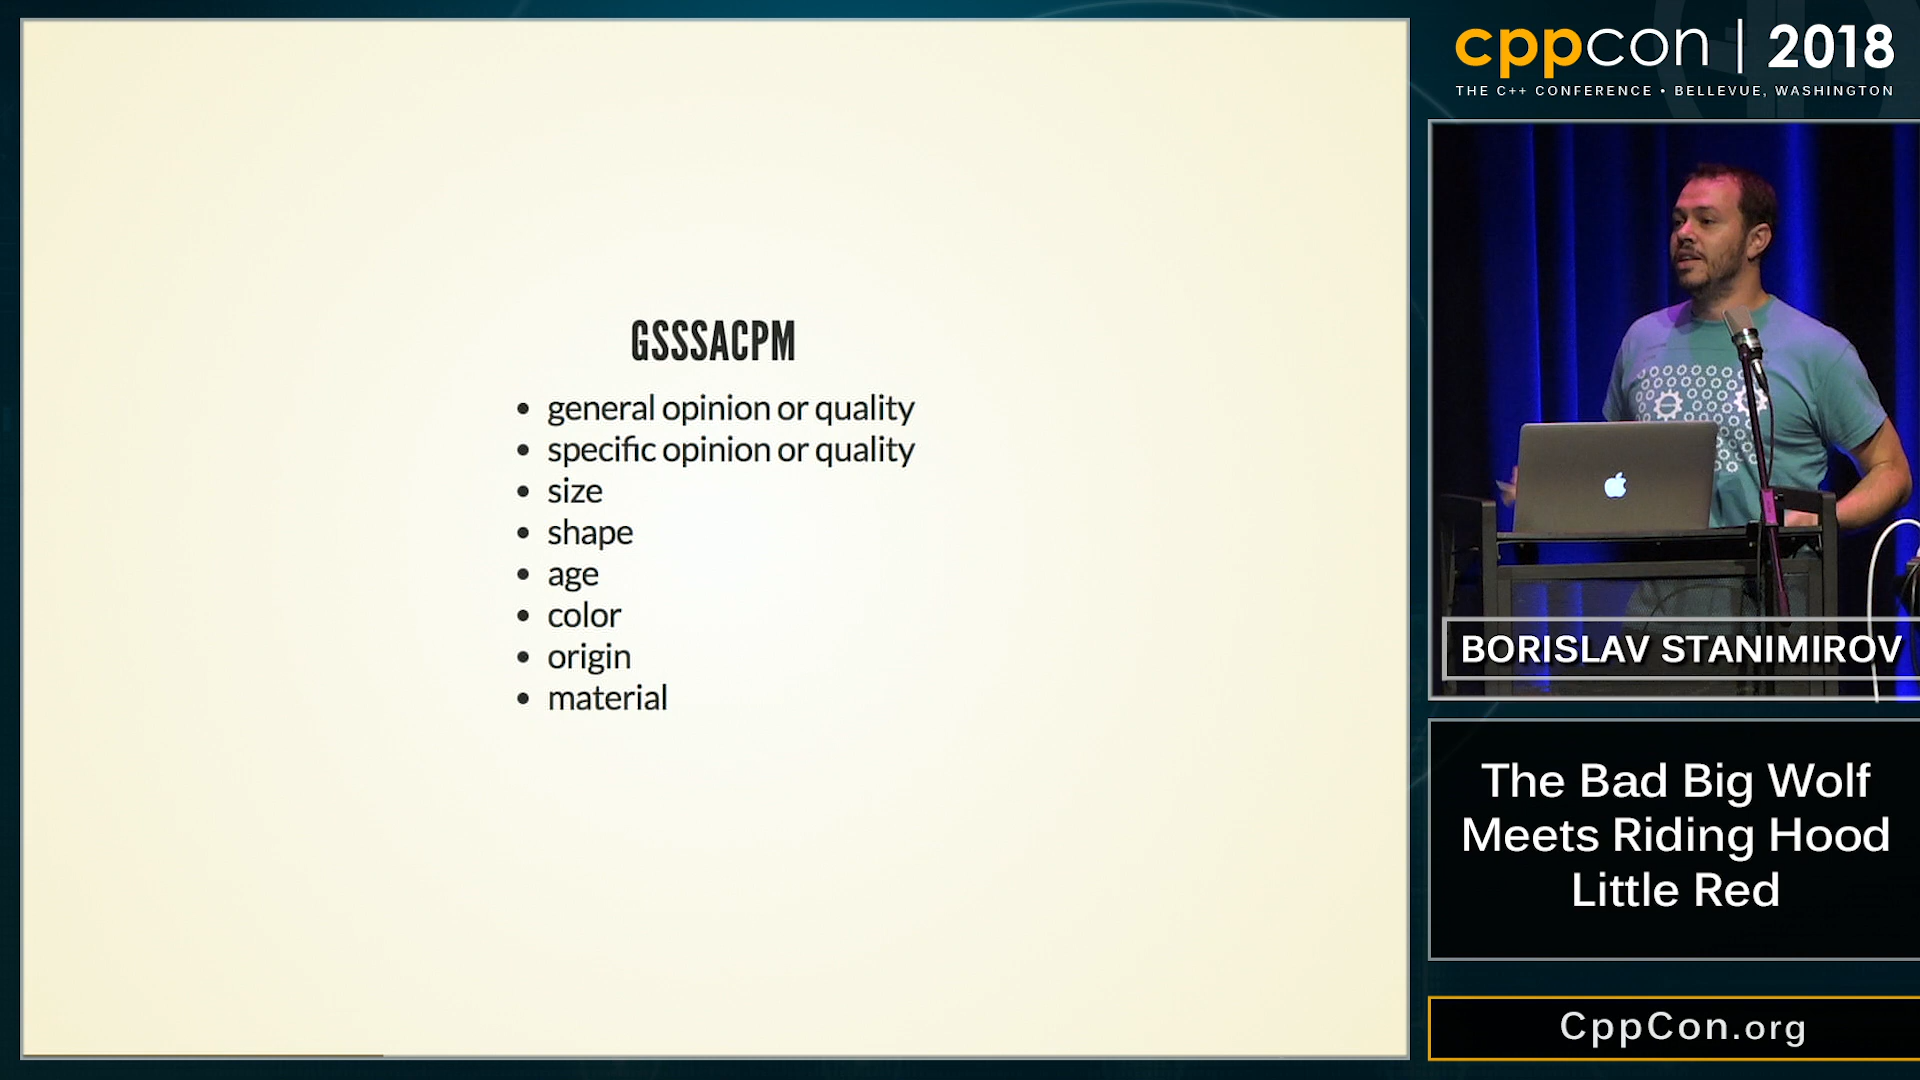 GSSSACPM
general opinion or quality
specific opinion or quality
size
shape
age
color
origin
material
cppcon | 2018
THE C++ CONFERENCE • BELLEVUE, WASHINGTON
BORISLAV STANIMIROV
The Bad Big Wolf
Meets Riding Hood
Little Red
CppCon.org